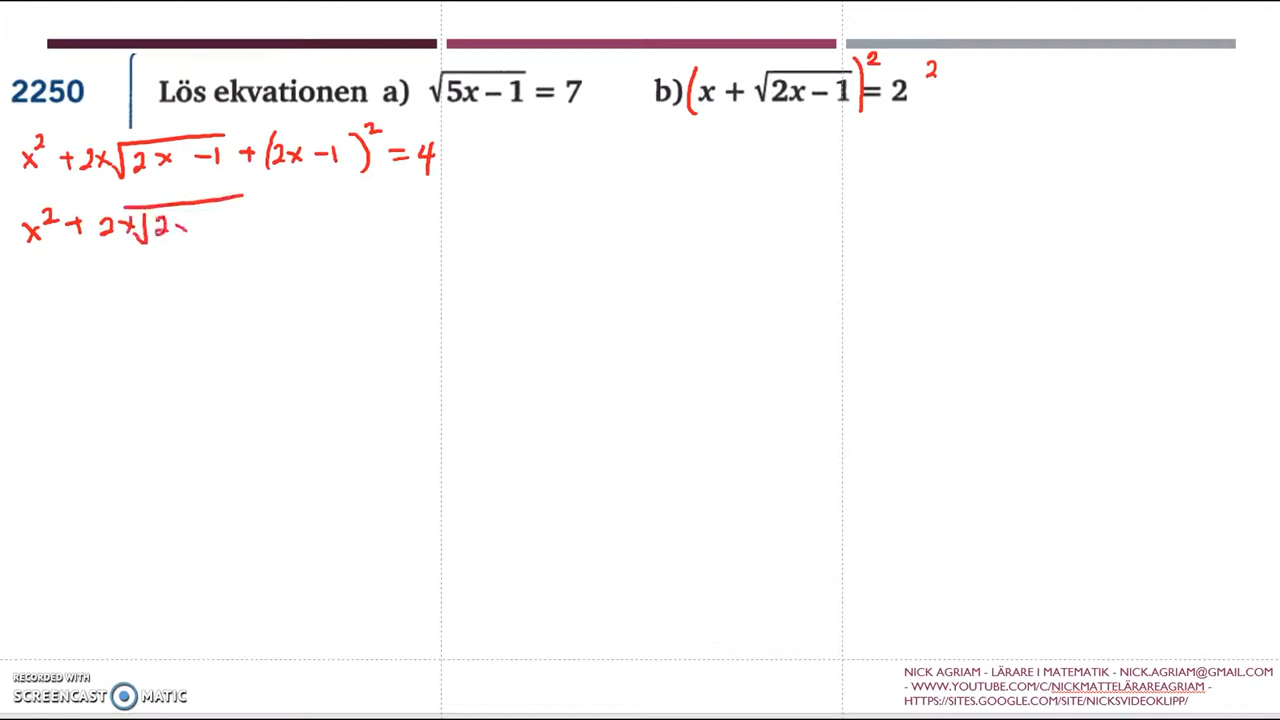 2250 Lös ekvationen a) √5x – 1 = 7 b) (x + √2x – 1)² = 2 ²
x² + 2x√2x - 1 + (2x - 1)² = 4
x² + 2x√2
RECORDED WITH
SCREENCAST MATIC
NICK AGRIAM - LÄRARE I MATEMATIK - NICK.AGRIAM@GMAIL.COM
- WWW.YOUTUBE.COM/C/NICKMATTELÄRAREAGRIAM -
HTTPS://SITES.GOOGLE.COM/SITE/NICKSVIDEOKLIPP/